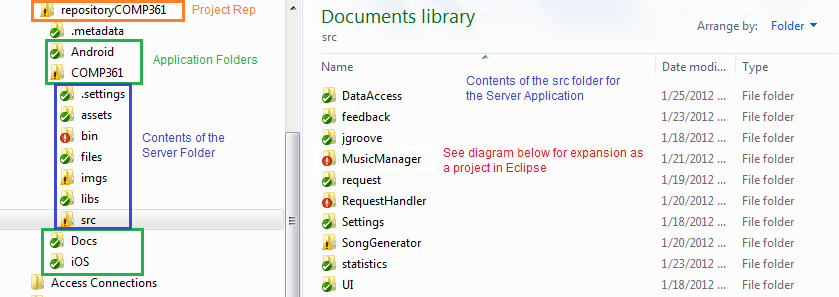 repositoryCOMP361 Project Rep
.metadata
Android
Application Folders
COMP361
.settings
assets
bin
Contents of the
Server Folder
files
imgs
libs
src
Docs
iOS
Access Connections
Documents library
src
Arrange by: Folder
Name Date modi... Type
Contents of the src folder for
the Server Application
DataAccess 1/25/2012 ... File folder
feedback 1/23/2012 ... File folder
jgroove 1/18/2012 ... File folder
MusicManager 1/21/2012 ... File folder
See diagram below for expansion as
a project in Eclipse
request 1/19/2012 ... File folder
RequestHandler 1/20/2012 ... File folder
Settings 1/18/2012 ... File folder
SongGenerator 1/20/2012 ... File folder
statistics 1/23/2012 ... File folder
UI 1/18/2012 ... File folder